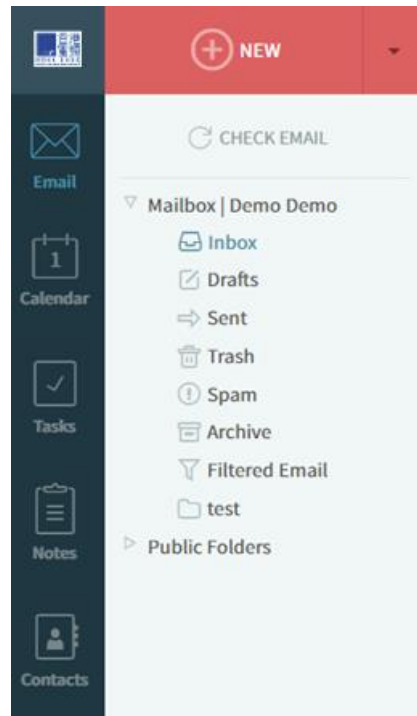 NEW
CHECK EMAIL
Email
Mailbox | Demo Demo
Inbox
1
Calendar
Drafts
Sent
Trash
Spam
Tasks
Archive
Filtered Email
test
Notes
Public Folders
Contacts